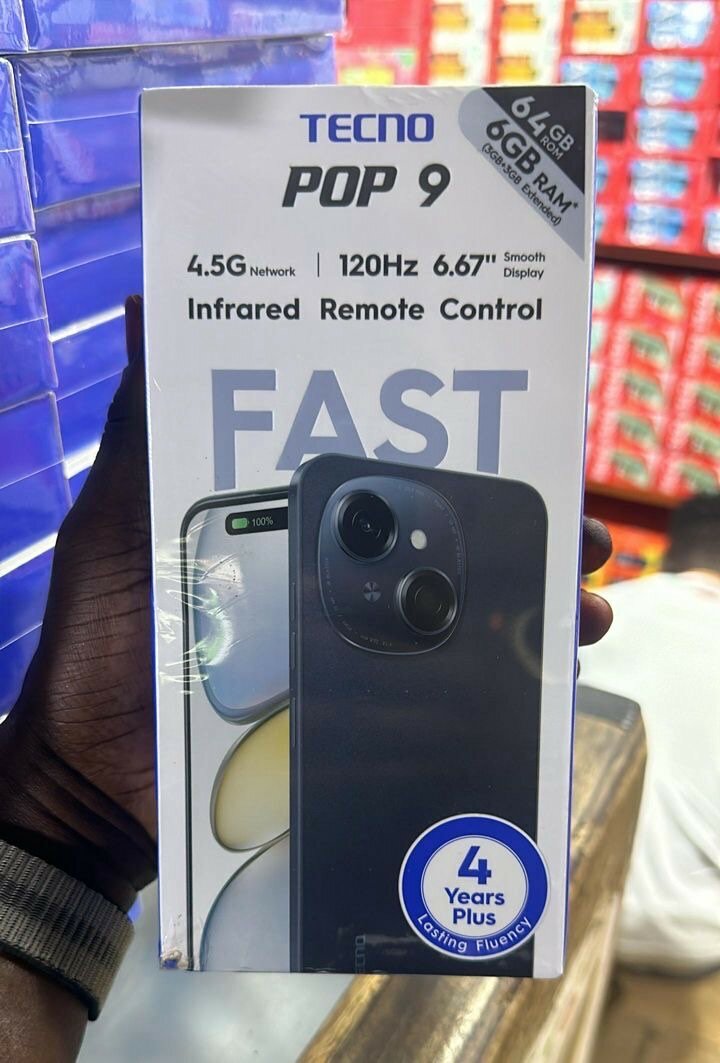 TECNO
POP 9
64GB ROM
6GB RAM*
(3GB+3GB Extended)
4.5G Network | 120Hz 6.67" Smooth Display
Infrared Remote Control
FAST
100%
4
Years
Plus
Lasting Fluency